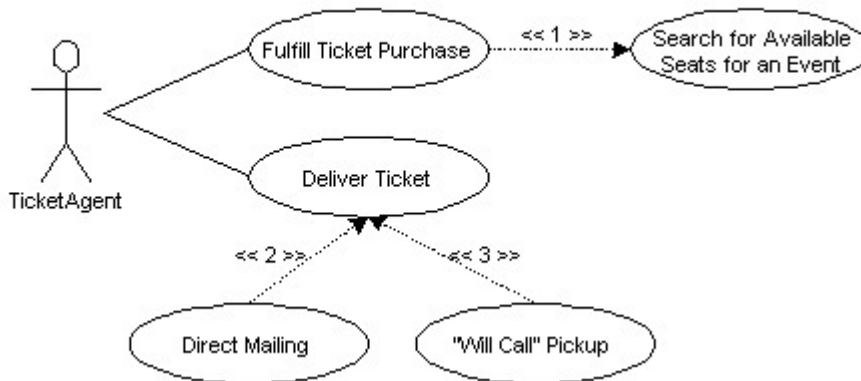 Fulfill Ticket Purchase
<< 1 >>
Search for Available
Seats for an Event
Deliver Ticket
TicketAgent
<< 2 >>
<< 3 >>
Direct Mailing
"Will Call" Pickup